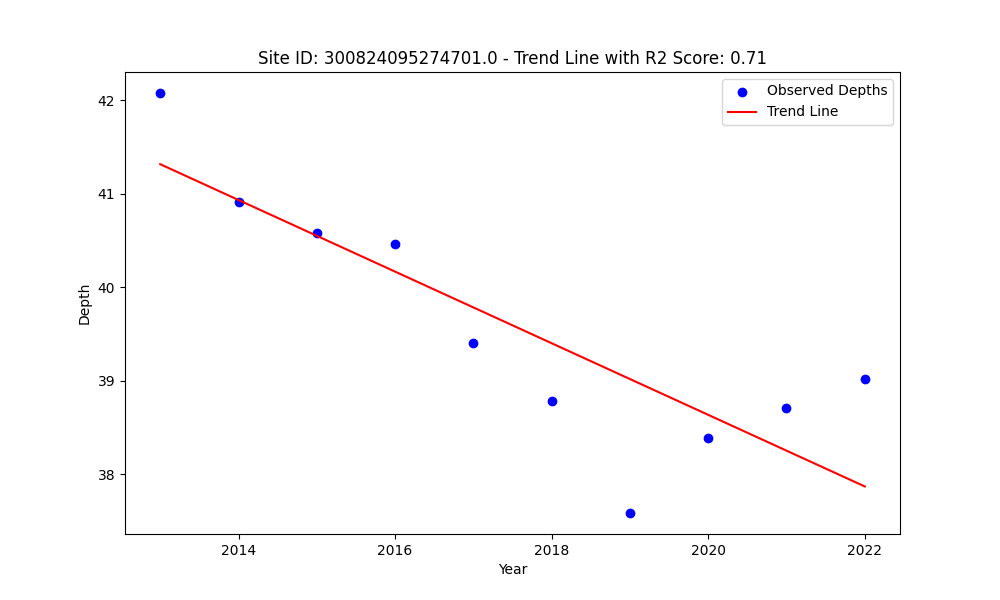 Site ID: 300824095274701.0 - Trend Line with R2 Score: 0.71
Observed Depths
Trend Line
42
41
40
39
38
Depth
2014
2016
2018
2020
2022
Year